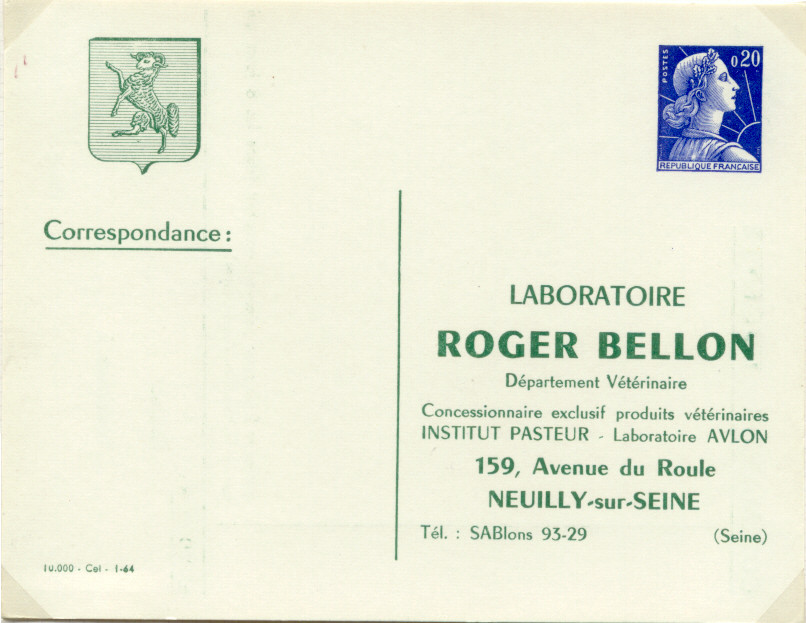 POSTES
0,20
REPUBLIQUE FRANÇAISE
Correspondance :
LABORATOIRE
ROGER BELLON
Département Vétérinaire
Concessionnaire exclusif produits vétérinaires
INSTITUT PASTEUR - Laboratoire AVLON
159, Avenue du Roule
NEUILLY-sur-SEINE
Tél. : SABlons 93-29 (Seine)
10.000 - Cel - 1-64